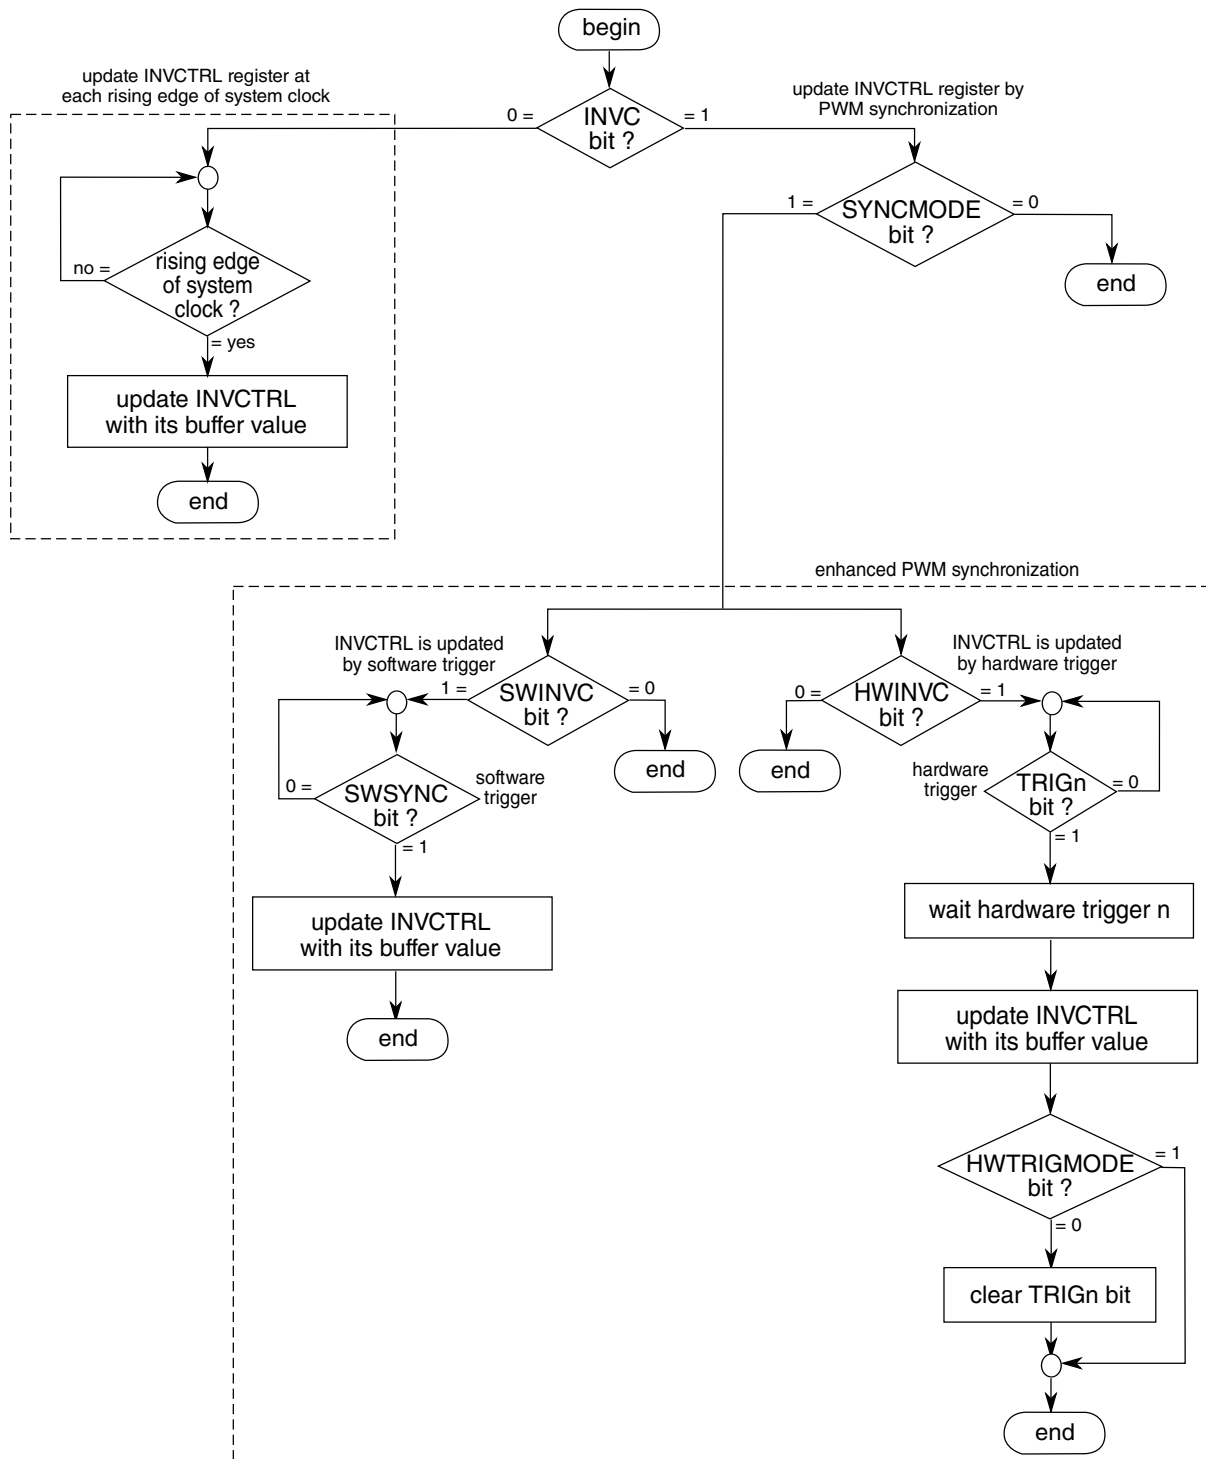 begin
update INVCTRL register at
each rising edge of system clock
update INVCTRL register by
PWM synchronization
0 =
INVC
bit ?
= 1
1 =
SYNCMODE
bit ?
= 0
end
no =
rising edge
of system
clock ?
= yes
update INVCTRL
with its buffer value
end
enhanced PWM synchronization
INVCTRL is updated
by software trigger
1 =
SWINVC
bit ?
= 0
end
0 =
SWSYNC
bit ?
software
trigger
= 1
update INVCTRL
with its buffer value
end
INVCTRL is updated
by hardware trigger
0 =
HWINVC
bit ?
= 1
end
hardware
trigger
TRIGn
bit ?
= 0
= 1
wait hardware trigger n
update INVCTRL
with its buffer value
HWTRIGMODE
bit ?
= 1
= 0
clear TRIGn bit
end